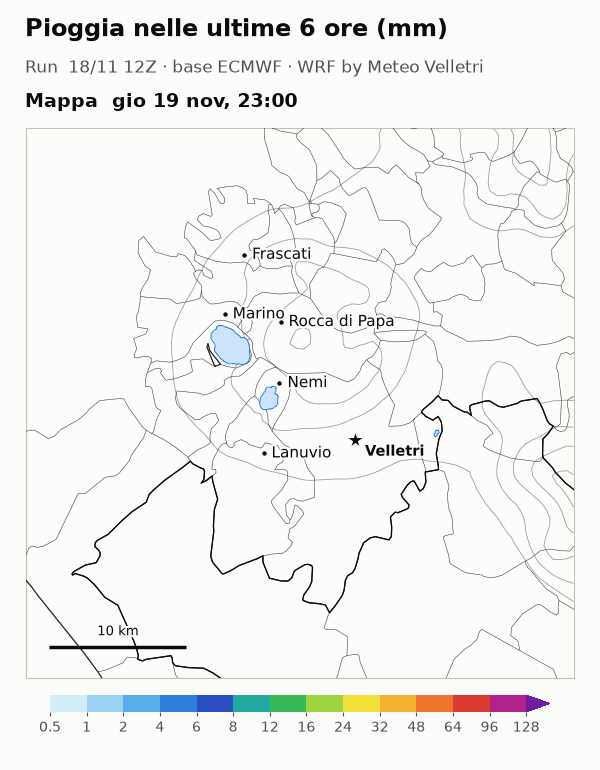 Pioggia nelle ultime 6 ore (mm)
Run  18/11 12Z · base ECMWF · WRF by Meteo Velletri
Mappa  gio 19 nov, 23:00
Frascati
Marino
Rocca di Papa
Nemi
Velletri
Lanuvio
10 km
0.5 1 2 4 6 8 12 16 24 32 48 64 96 128